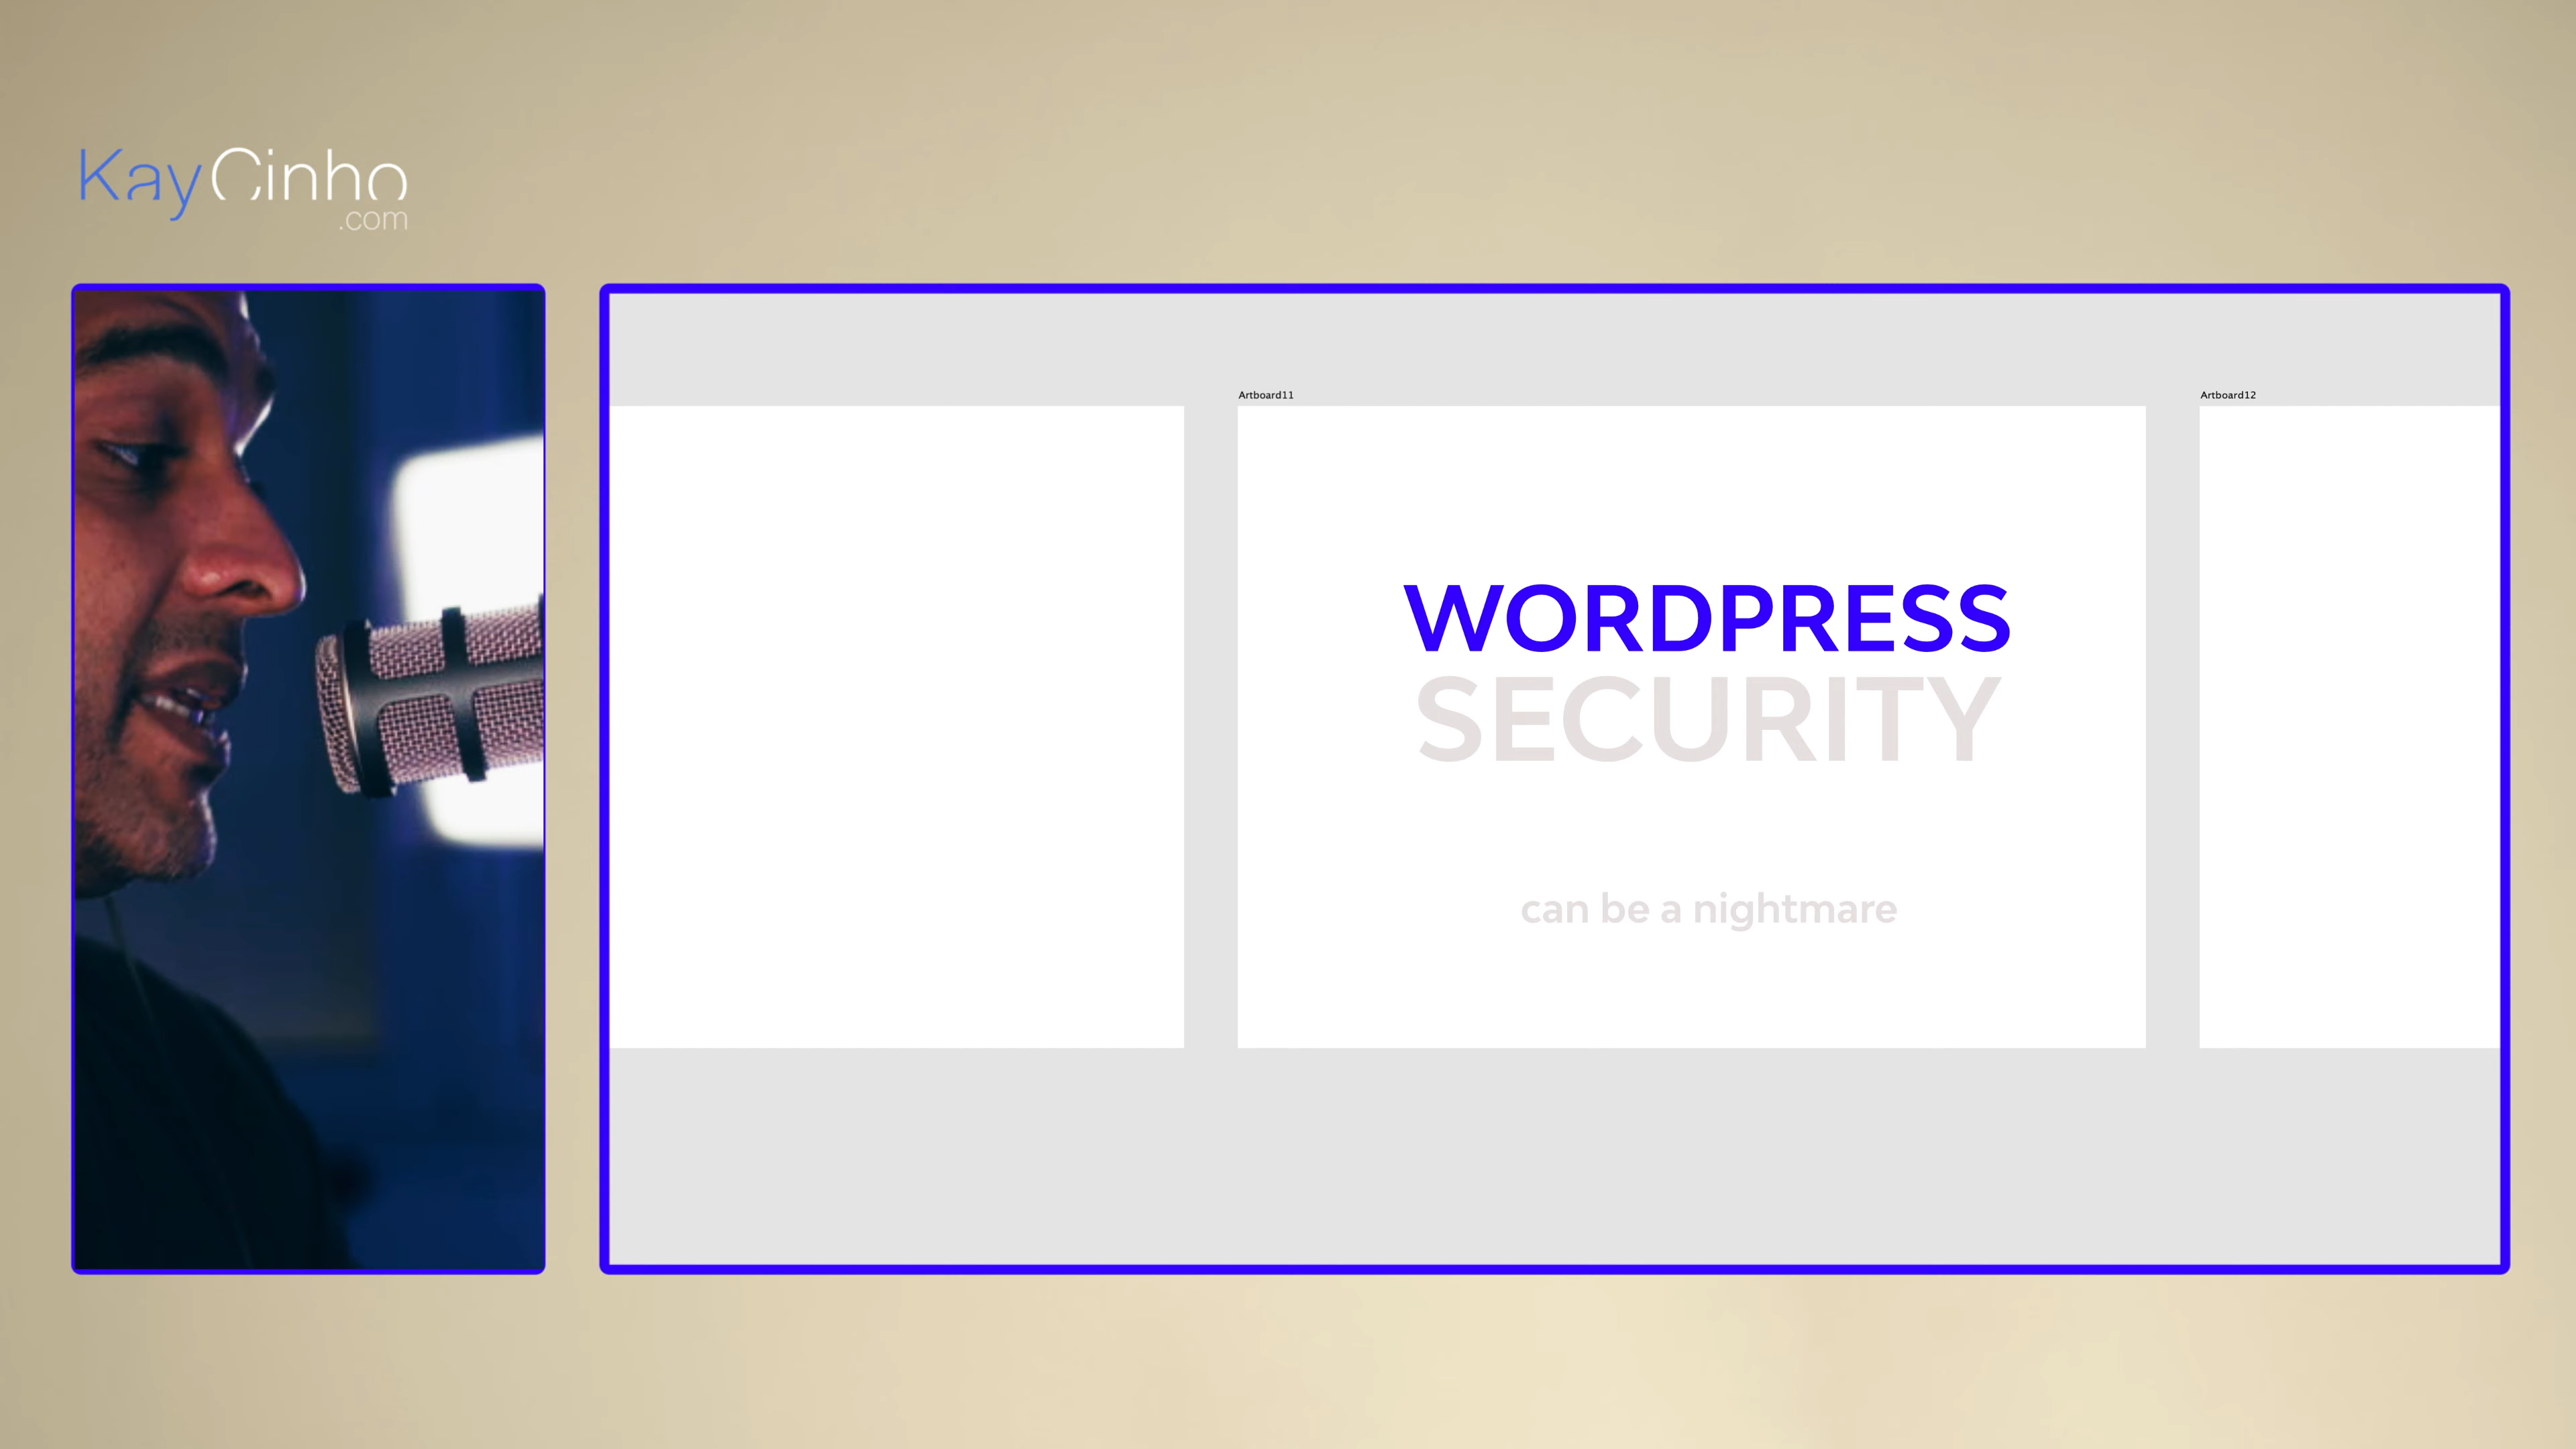 KayCinho
.com
Artboard11
Artboard12
WORDPRESS
SECURITY
can be a nightmare